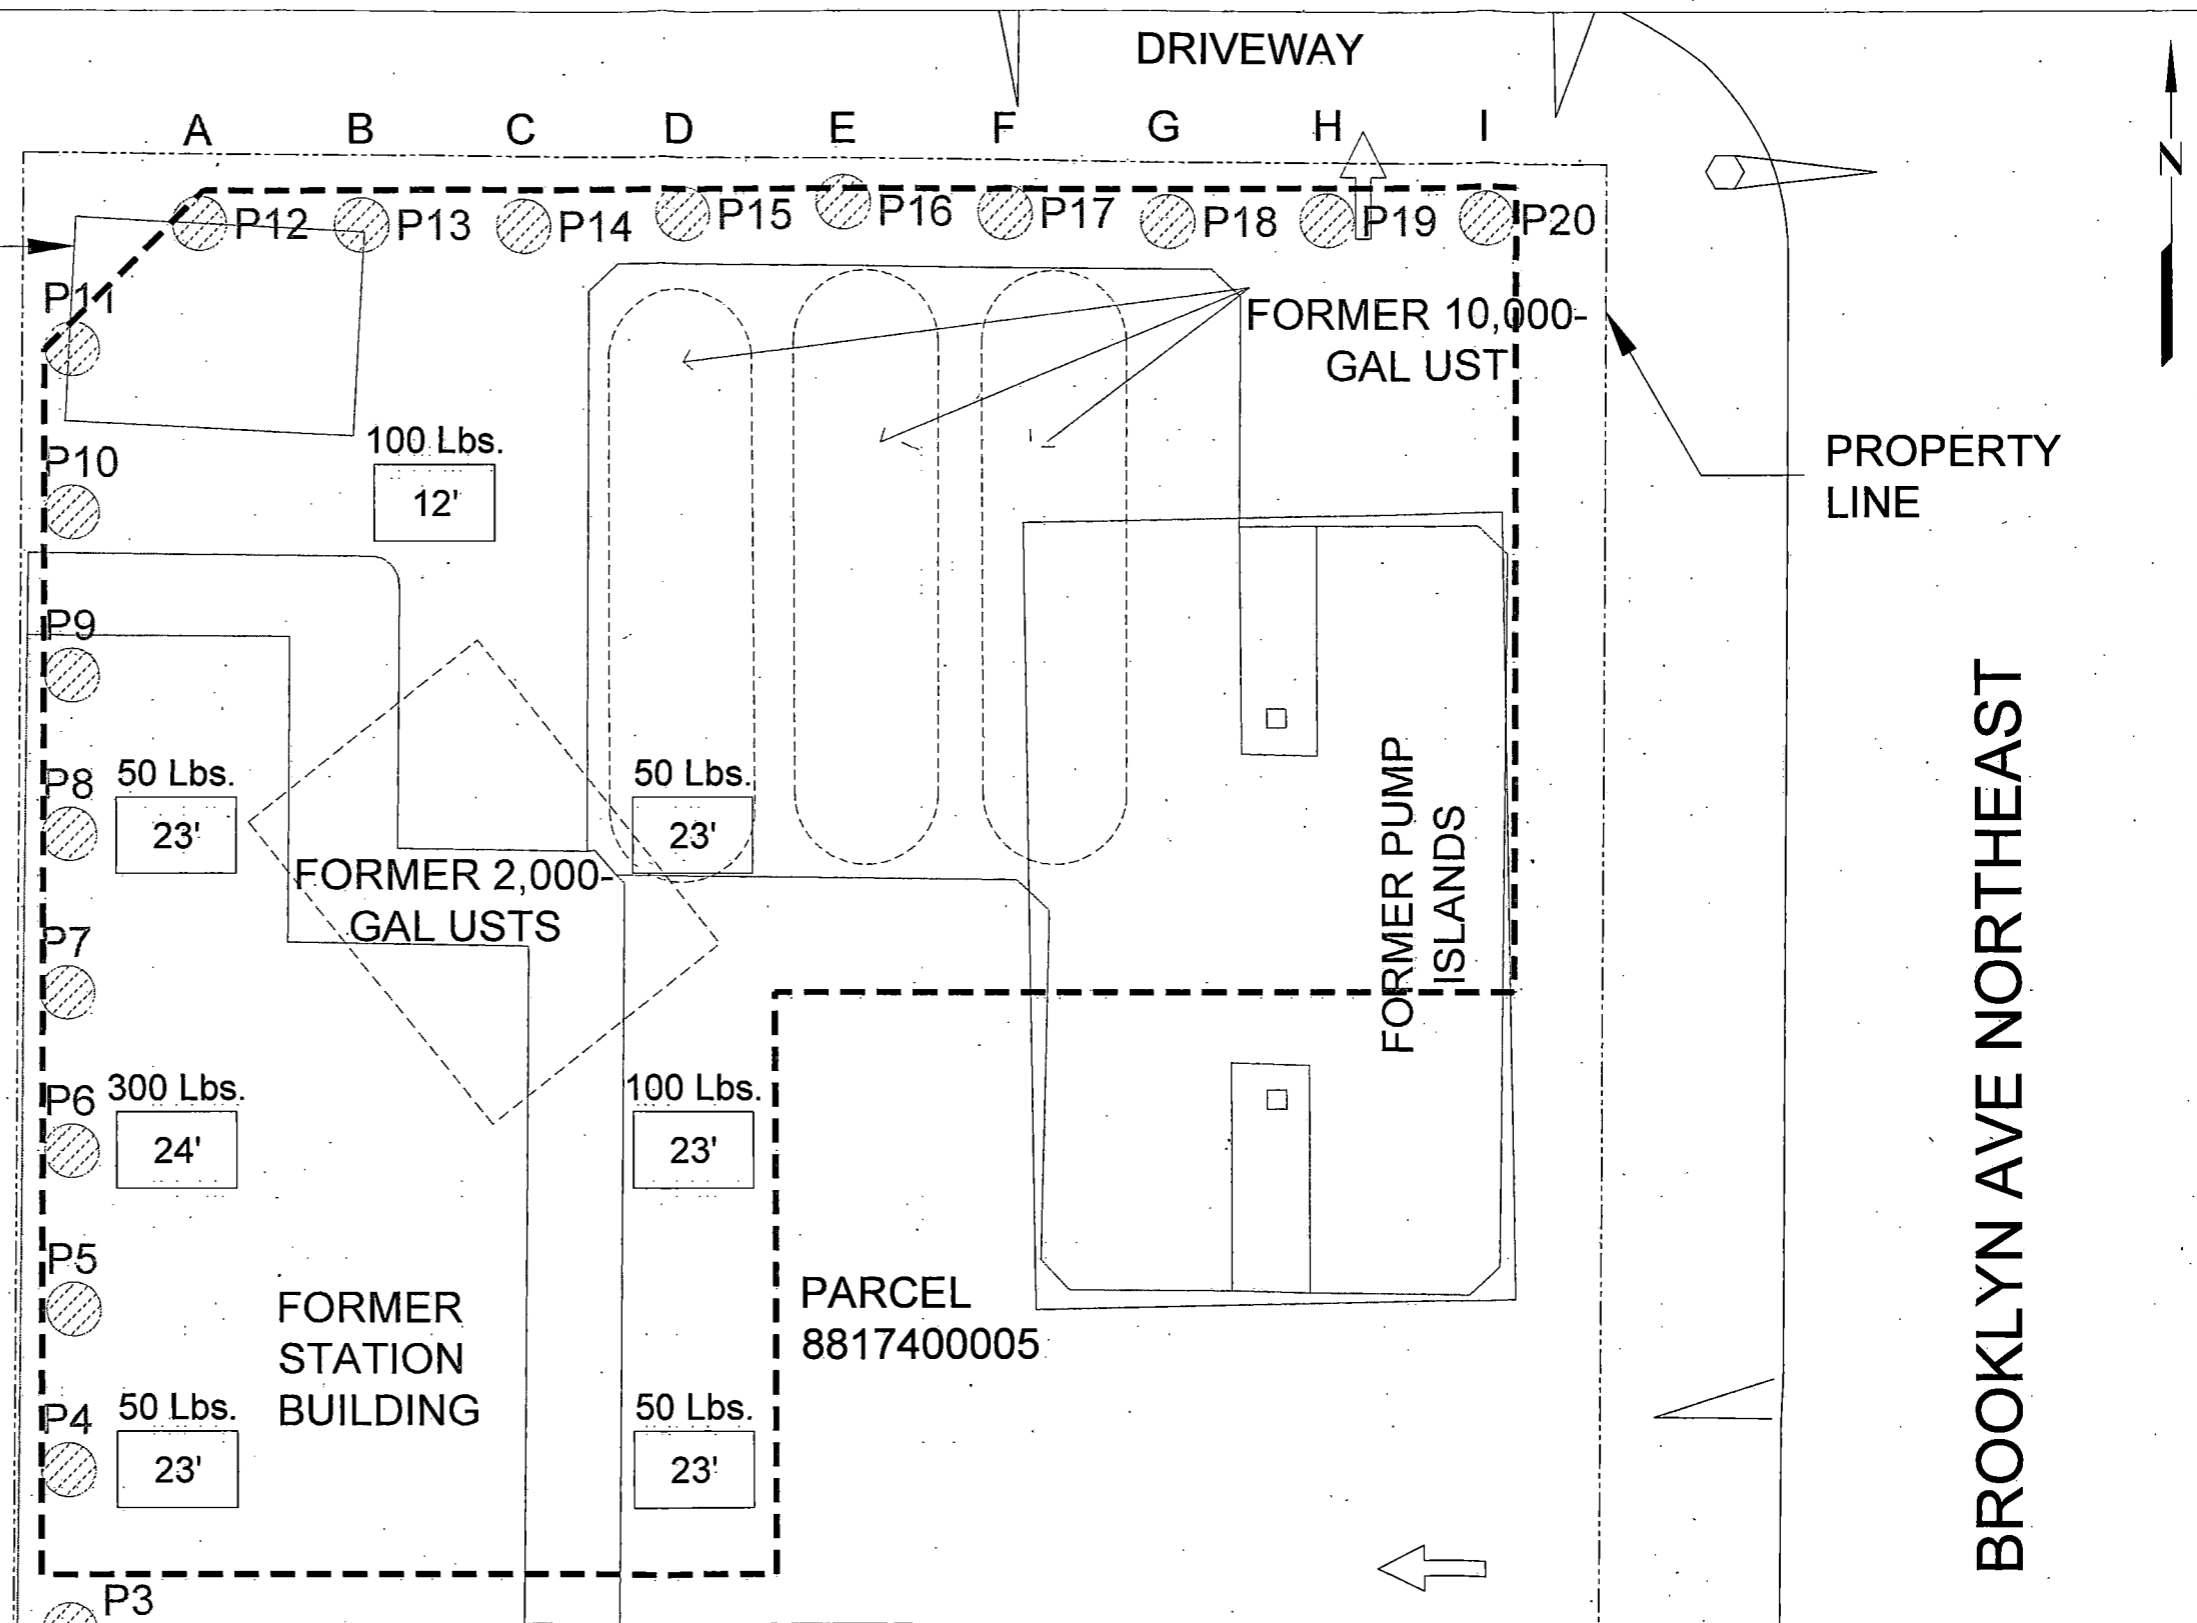 DRIVEWAY
A B C D E F G H I
N
P12 P13 P14 P15 P16 P17 P18 P19 P20
P11
FORMER 10,000-
GAL UST
PROPERTY
LINE
100 Lbs.
12'
P10
P9
P8
50 Lbs.
23'
50 Lbs.
23'
FORMER 2,000-
GAL USTS
FORMER PUMP
ISLANDS
BROOKLYN AVE NORTHEAST
P7
P6
300 Lbs.
24'
100 Lbs.
23'
P5
FORMER
STATION
BUILDING
PARCEL
8817400005
P4
50 Lbs.
23'
50 Lbs.
23'
P3